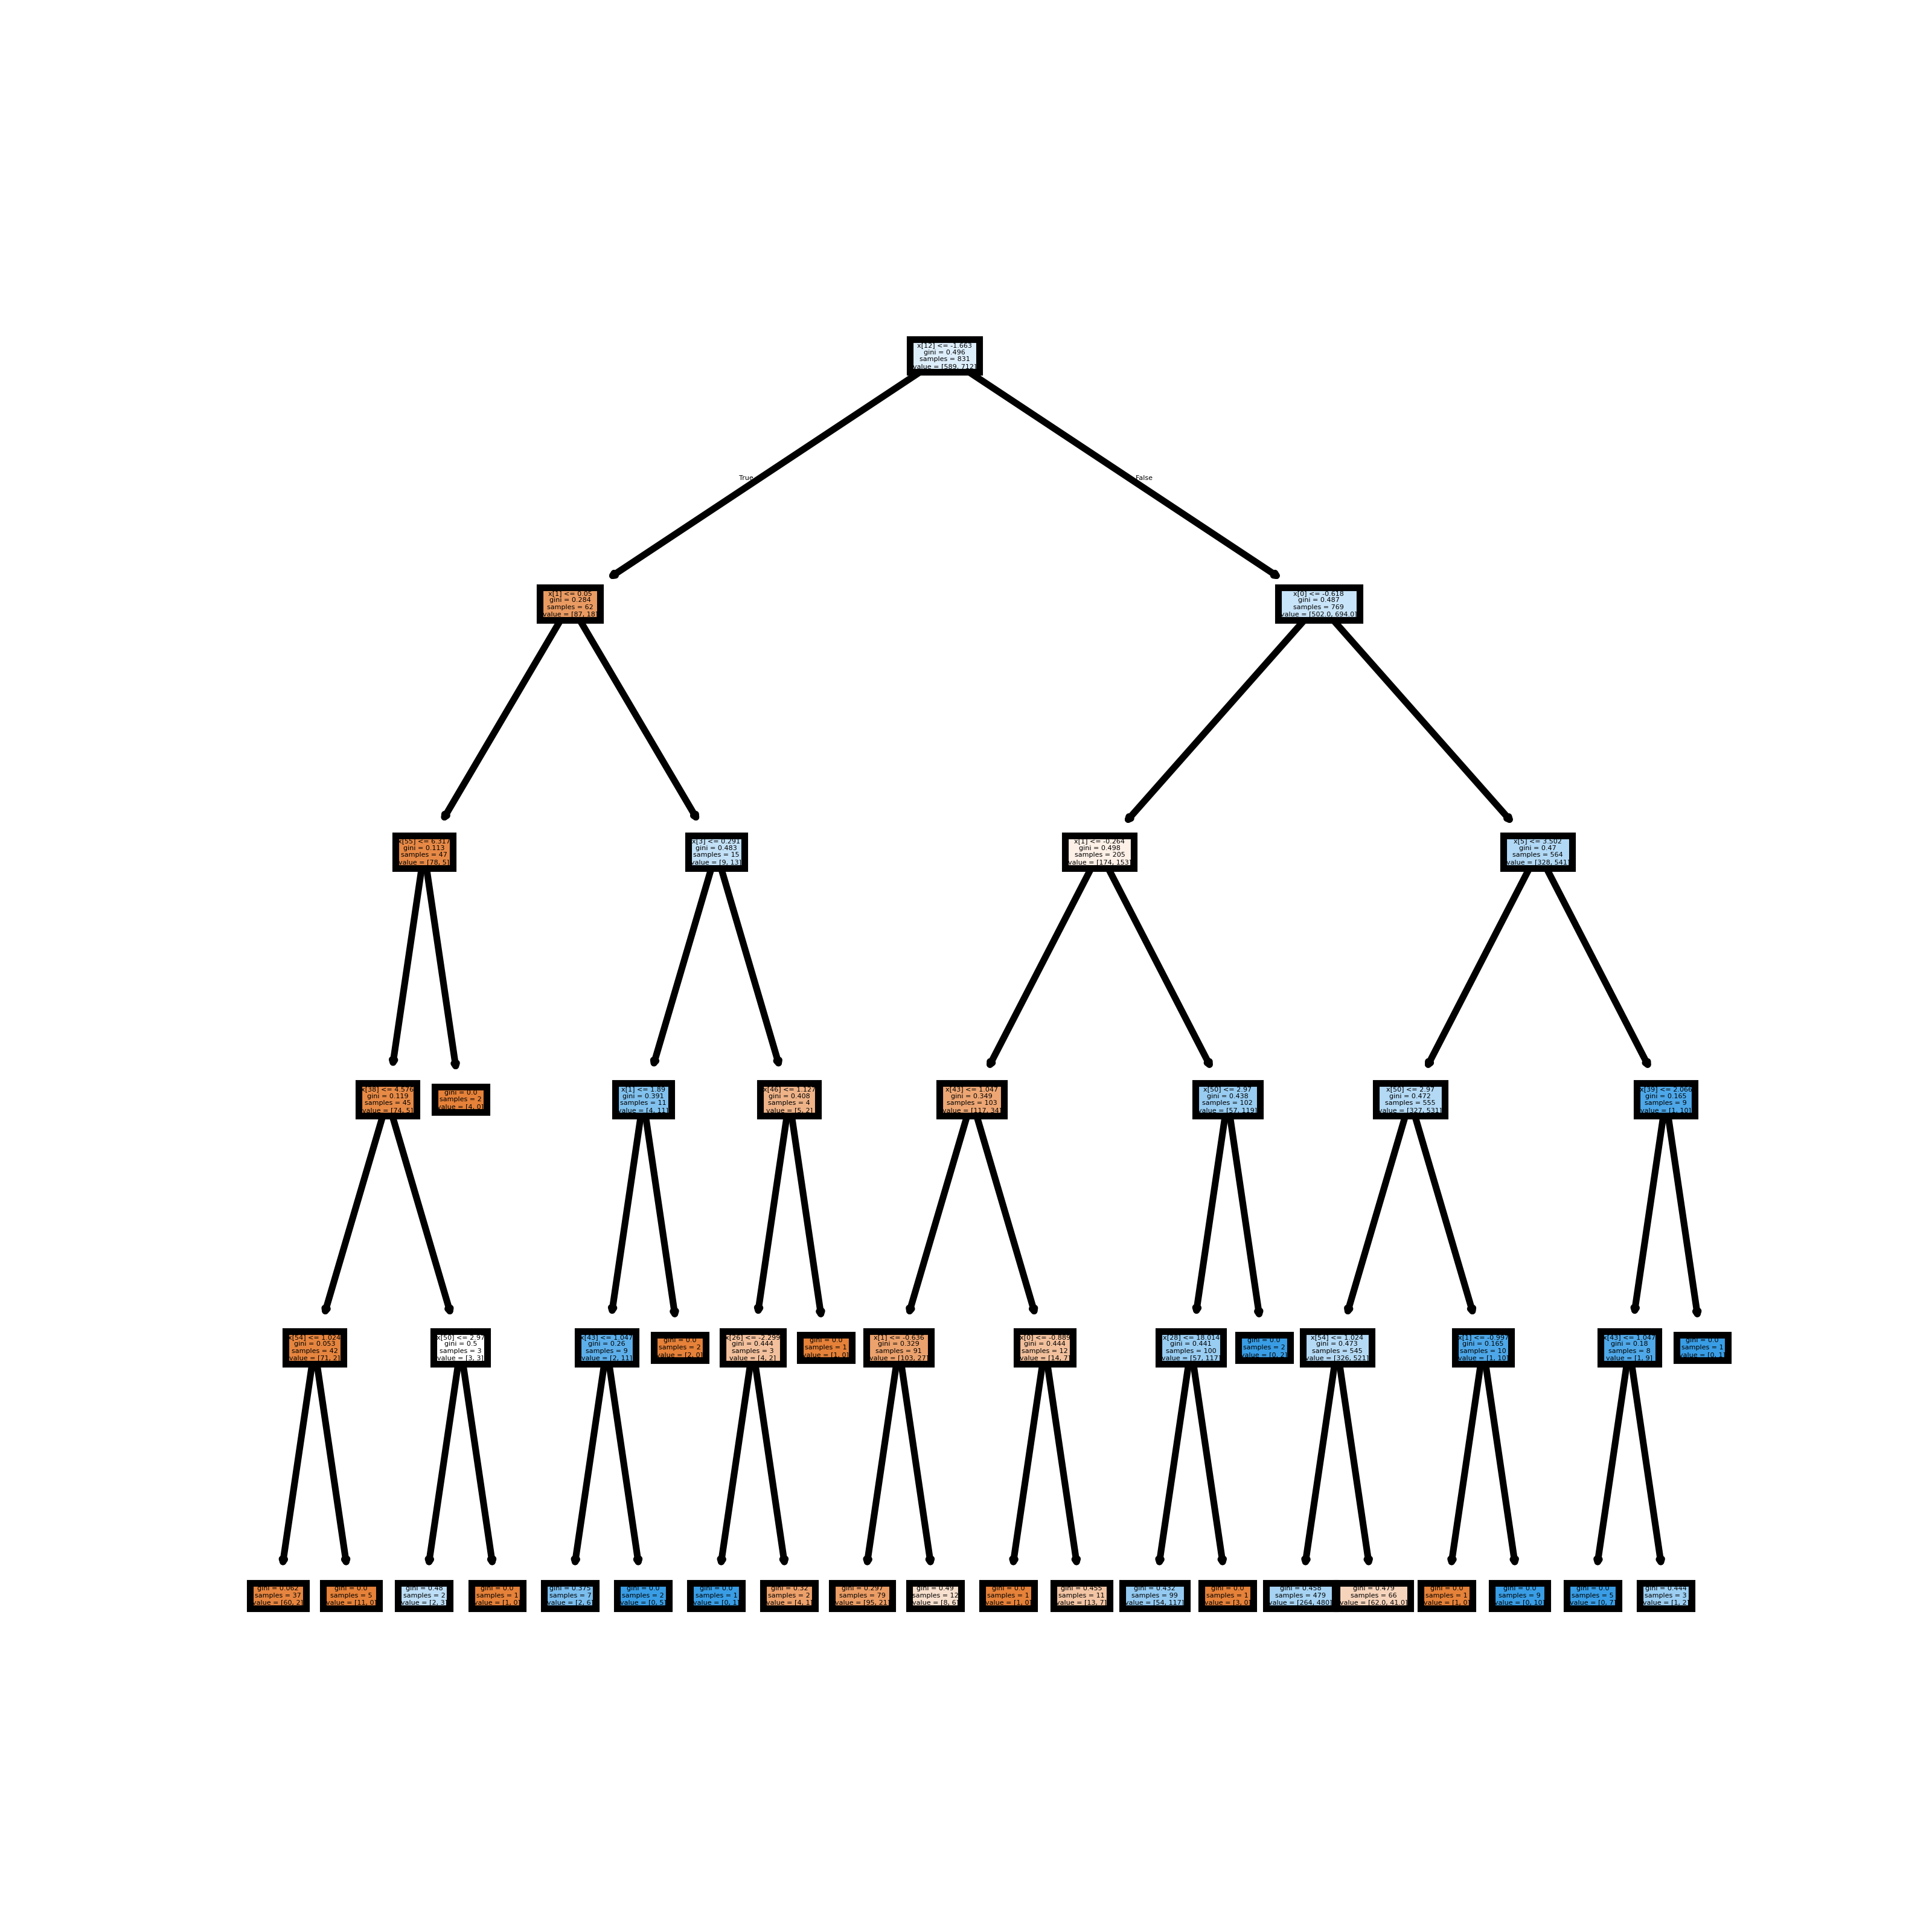 x[12] <= -1.663
gini = 0.496
samples = 831
value = [589, 712]
True
False
x[1] <= 0.05
gini = 0.284
samples = 62
value = [87, 18]
x[0] <= -0.618
gini = 0.487
samples = 769
value = [502.0, 694.0]
x[55] <= 6.317
gini = 0.113
samples = 47
value = [78, 5]
x[3] <= 0.291
gini = 0.483
samples = 15
value = [9, 13]
x[1] <= -0.264
gini = 0.498
samples = 205
value = [174, 153]
x[5] <= 3.502
gini = 0.47
samples = 564
value = [328, 541]
x[38] <= 4.576
gini = 0.119
samples = 45
value = [74, 5]
gini = 0.0
samples = 2
value = [4, 0]
x[1] <= 1.89
gini = 0.391
samples = 11
value = [4, 11]
x[46] <= 1.127
gini = 0.408
samples = 4
value = [5, 2]
x[43] <= 1.047
gini = 0.349
samples = 103
value = [117, 34]
x[50] <= 2.97
gini = 0.438
samples = 102
value = [57, 119]
x[50] <= 2.97
gini = 0.472
samples = 555
value = [327, 531]
x[39] <= 2.066
gini = 0.165
samples = 9
value = [1, 10]
x[54] <= 1.024
gini = 0.053
samples = 42
value = [71, 2]
x[50] <= 2.97
gini = 0.5
samples = 3
value = [3, 3]
x[43] <= 1.047
gini = 0.26
samples = 9
value = [2, 11]
gini = 0.0
samples = 2
value = [2, 0]
x[26] <= -2.299
gini = 0.444
samples = 3
value = [4, 2]
gini = 0.0
samples = 1
value = [1, 0]
x[1] <= -0.636
gini = 0.329
samples = 91
value = [103, 27]
x[0] <= -0.889
gini = 0.444
samples = 12
value = [14, 7]
x[28] <= 18.014
gini = 0.441
samples = 100
value = [57, 117]
gini = 0.0
samples = 2
value = [0, 2]
x[54] <= 1.024
gini = 0.473
samples = 545
value = [326, 521]
x[1] <= -0.997
gini = 0.165
samples = 10
value = [1, 10]
x[43] <= 1.047
gini = 0.18
samples = 8
value = [1, 9]
gini = 0.0
samples = 1
value = [0, 1]
gini = 0.062
samples = 37
value = [60, 2]
gini = 0.0
samples = 5
value = [11, 0]
gini = 0.48
samples = 2
value = [2, 3]
gini = 0.0
samples = 1
value = [1, 0]
gini = 0.375
samples = 7
value = [2, 6]
gini = 0.0
samples = 2
value = [0, 5]
gini = 0.0
samples = 1
value = [0, 1]
gini = 0.32
samples = 2
value = [4, 1]
gini = 0.297
samples = 79
value = [95, 21]
gini = 0.49
samples = 12
value = [8, 6]
gini = 0.0
samples = 1
value = [1, 0]
gini = 0.455
samples = 11
value = [13, 7]
gini = 0.432
samples = 99
value = [54, 117]
gini = 0.0
samples = 1
value = [3, 0]
gini = 0.458
samples = 479
value = [264, 480]
gini = 0.479
samples = 66
value = [62.0, 41.0]
gini = 0.0
samples = 1
value = [1, 0]
gini = 0.0
samples = 9
value = [0, 10]
gini = 0.0
samples = 5
value = [0, 7]
gini = 0.444
samples = 3
value = [1, 2]